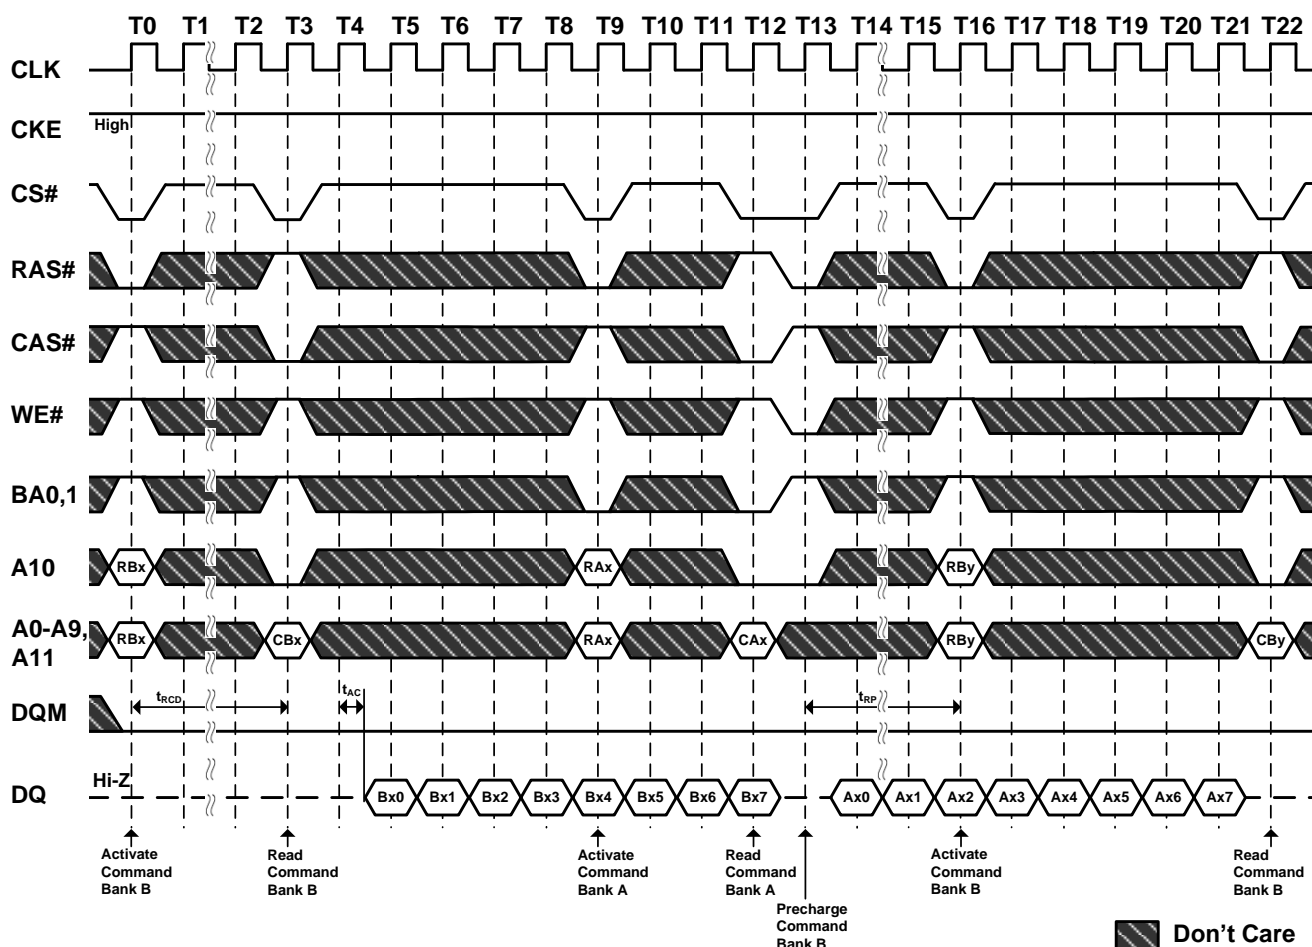 T0 T1 T2 T3 T4 T5 T6 T7 T8 T9 T10 T11 T12 T13 T14 T15 T16 T17 T18 T19 T20 T21 T22
CLK
CKE High
CS#
RAS#
CAS#
WE#
BA0,1
A10 RBx RAx RBy
A0-A9,
A11 RBx CBx RAx CAx RBy CBy
tRCD tAC tRP
DQM
Hi-Z
DQ Bx0 Bx1 Bx2 Bx3 Bx4 Bx5 Bx6 Bx7 Ax0 Ax1 Ax2 Ax3 Ax4 Ax5 Ax6 Ax7
Activate
Command
Bank B
Read
Command
Bank B
Activate
Command
Bank A
Read
Command
Bank A
Precharge
Command
Bank B
Activate
Command
Bank B
Read
Command
Bank B
Don't Care